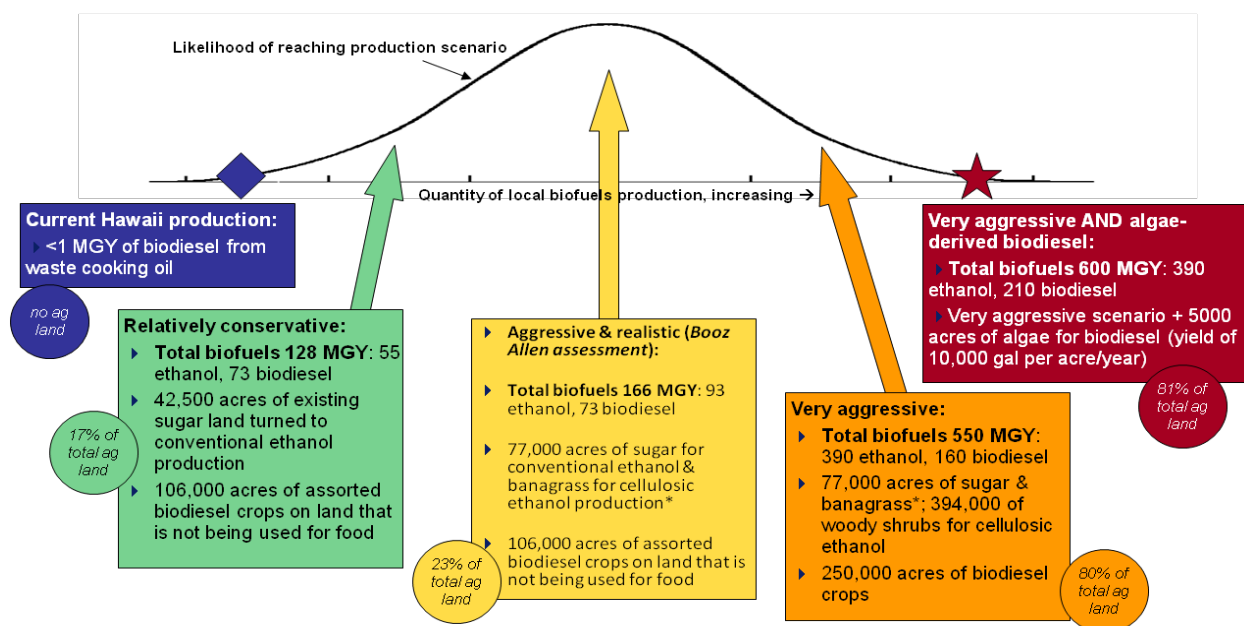 Likelihood of reaching production scenario
Quantity of local biofuels production, increasing →
Current Hawaii production:
<1 MGY of biodiesel from
waste cooking oil
no ag
land
Relatively conservative:
Total biofuels 128 MGY: 55
ethanol, 73 biodiesel
42,500 acres of existing
sugar land turned to
conventional ethanol
production
106,000 acres of assorted
biodiesel crops on land that
is not being used for food
17% of
total ag
land
Aggressive & realistic (Booz
Allen assessment):
Total biofuels 166 MGY: 93
ethanol, 73 biodiesel
77,000 acres of sugar for
conventional ethanol &
banagrass for cellulosic
ethanol production*
106,000 acres of assorted
biodiesel crops on land that is
not being used for food
23% of
total ag
land
Very aggressive:
Total biofuels 550 MGY:
390 ethanol, 160 biodiesel
77,000 acres of sugar &
banagrass*; 394,000 of
woody shrubs for cellulosic
ethanol
250,000 acres of biodiesel
crops
80% of
total ag
land
Very aggressive AND algae-
derived biodiesel:
Total biofuels 600 MGY: 390
ethanol, 210 biodiesel
Very aggressive scenario + 5000
acres of algae for biodiesel (yield of
10,000 gal per acre/year)
81% of
total ag
land